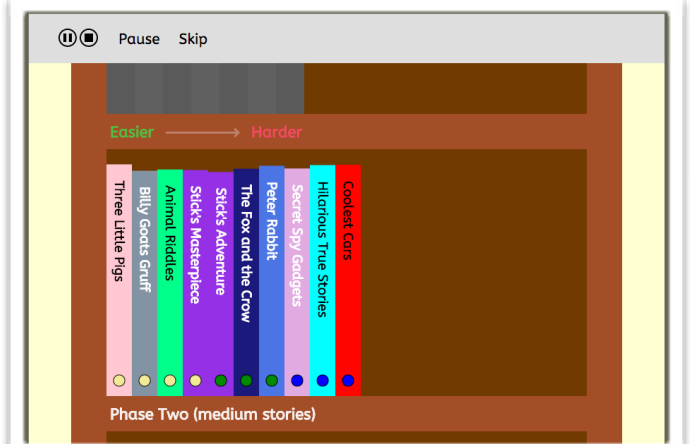 Pause Skip
Easier Harder
Three Little Pigs
Billy Goats Gruff
Animal Riddles
Stick's Masterpiece
Stick's Adventure
The Fox and the Crow
Peter Rabbit
Secret Spy Gadgets
Hilarious True Stories
Coolest Cars
Phase Two (medium stories)